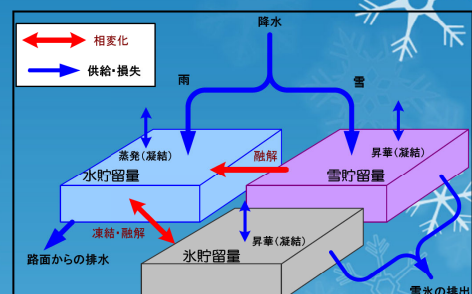 相変化
供給・損失
降水
雨
雪
蒸発(凝結)
水貯留量
融解
昇華(凝結)
雪貯留量
凍結・融解
路面からの排水
昇華(凝結)
氷貯留量
雪氷の排出